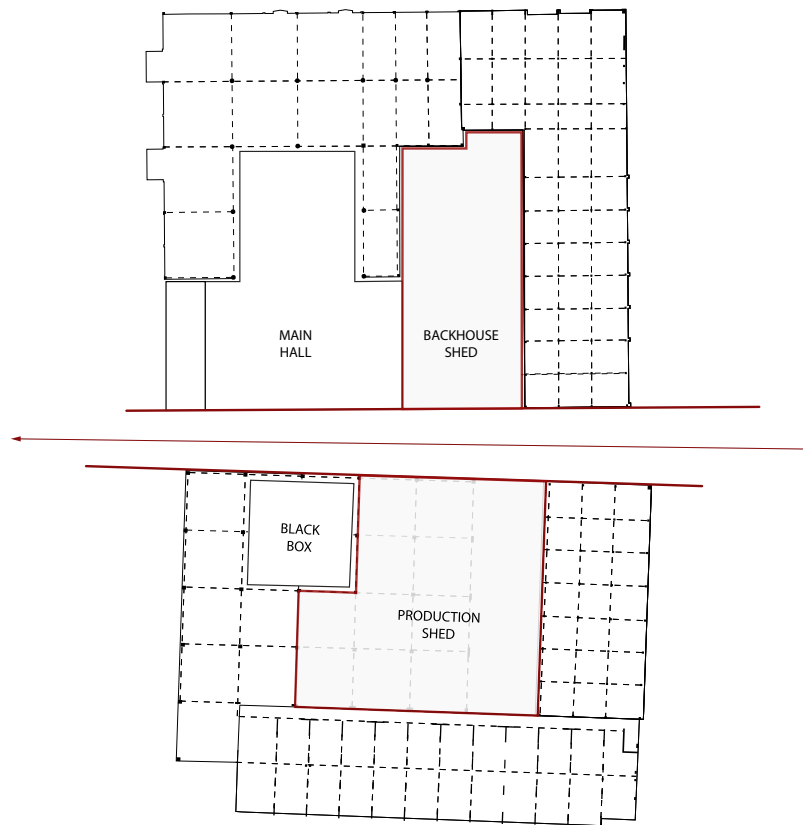 MAIN
HALL
BACKHOUSE
SHED
BLACK
BOX
PRODUCTION
SHED